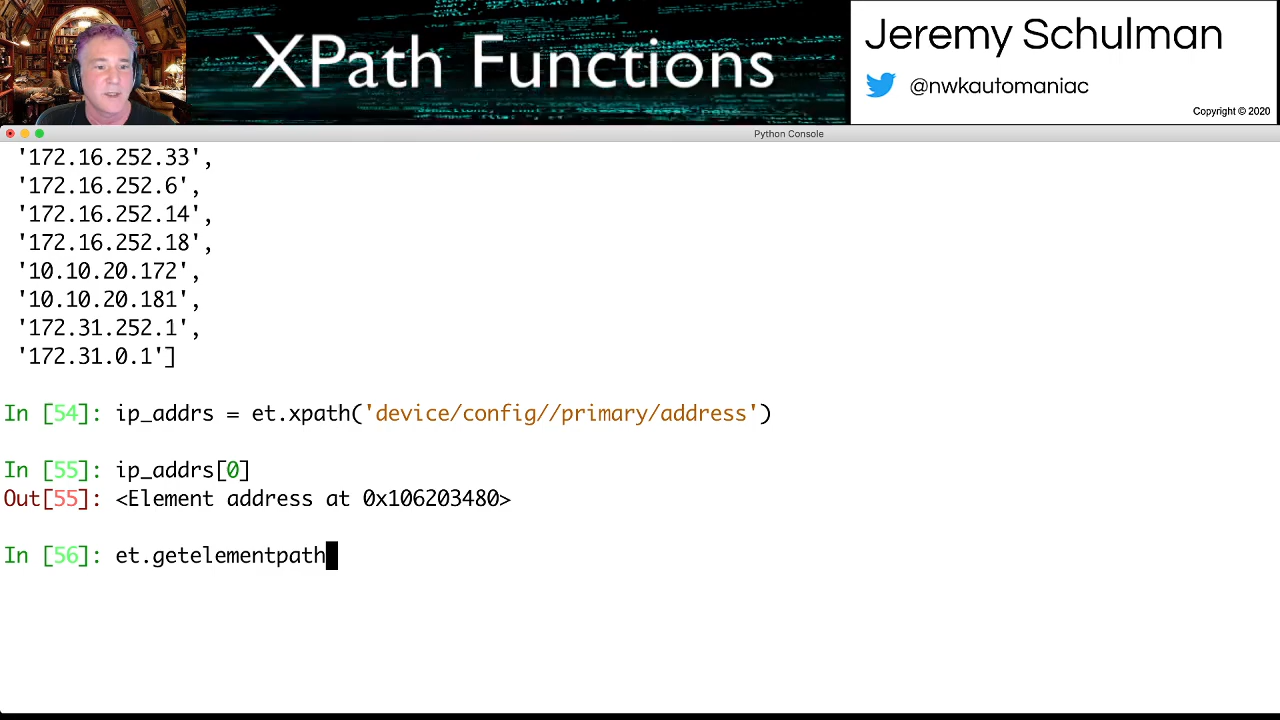 XPath Functions
Jeremy Schulman
@nwkautomaniac
Copyright © 2020
Python Console
'172.16.252.33',
'172.16.252.6',
'172.16.252.14',
'172.16.252.18',
'10.10.20.172',
'10.10.20.181',
'172.31.252.1',
'172.31.0.1']
In [54]: ip_addrs = et.xpath('device/config//primary/address')
In [55]: ip_addrs[0]
Out[55]: <Element address at 0x106203480>
In [56]: et.getelementpath